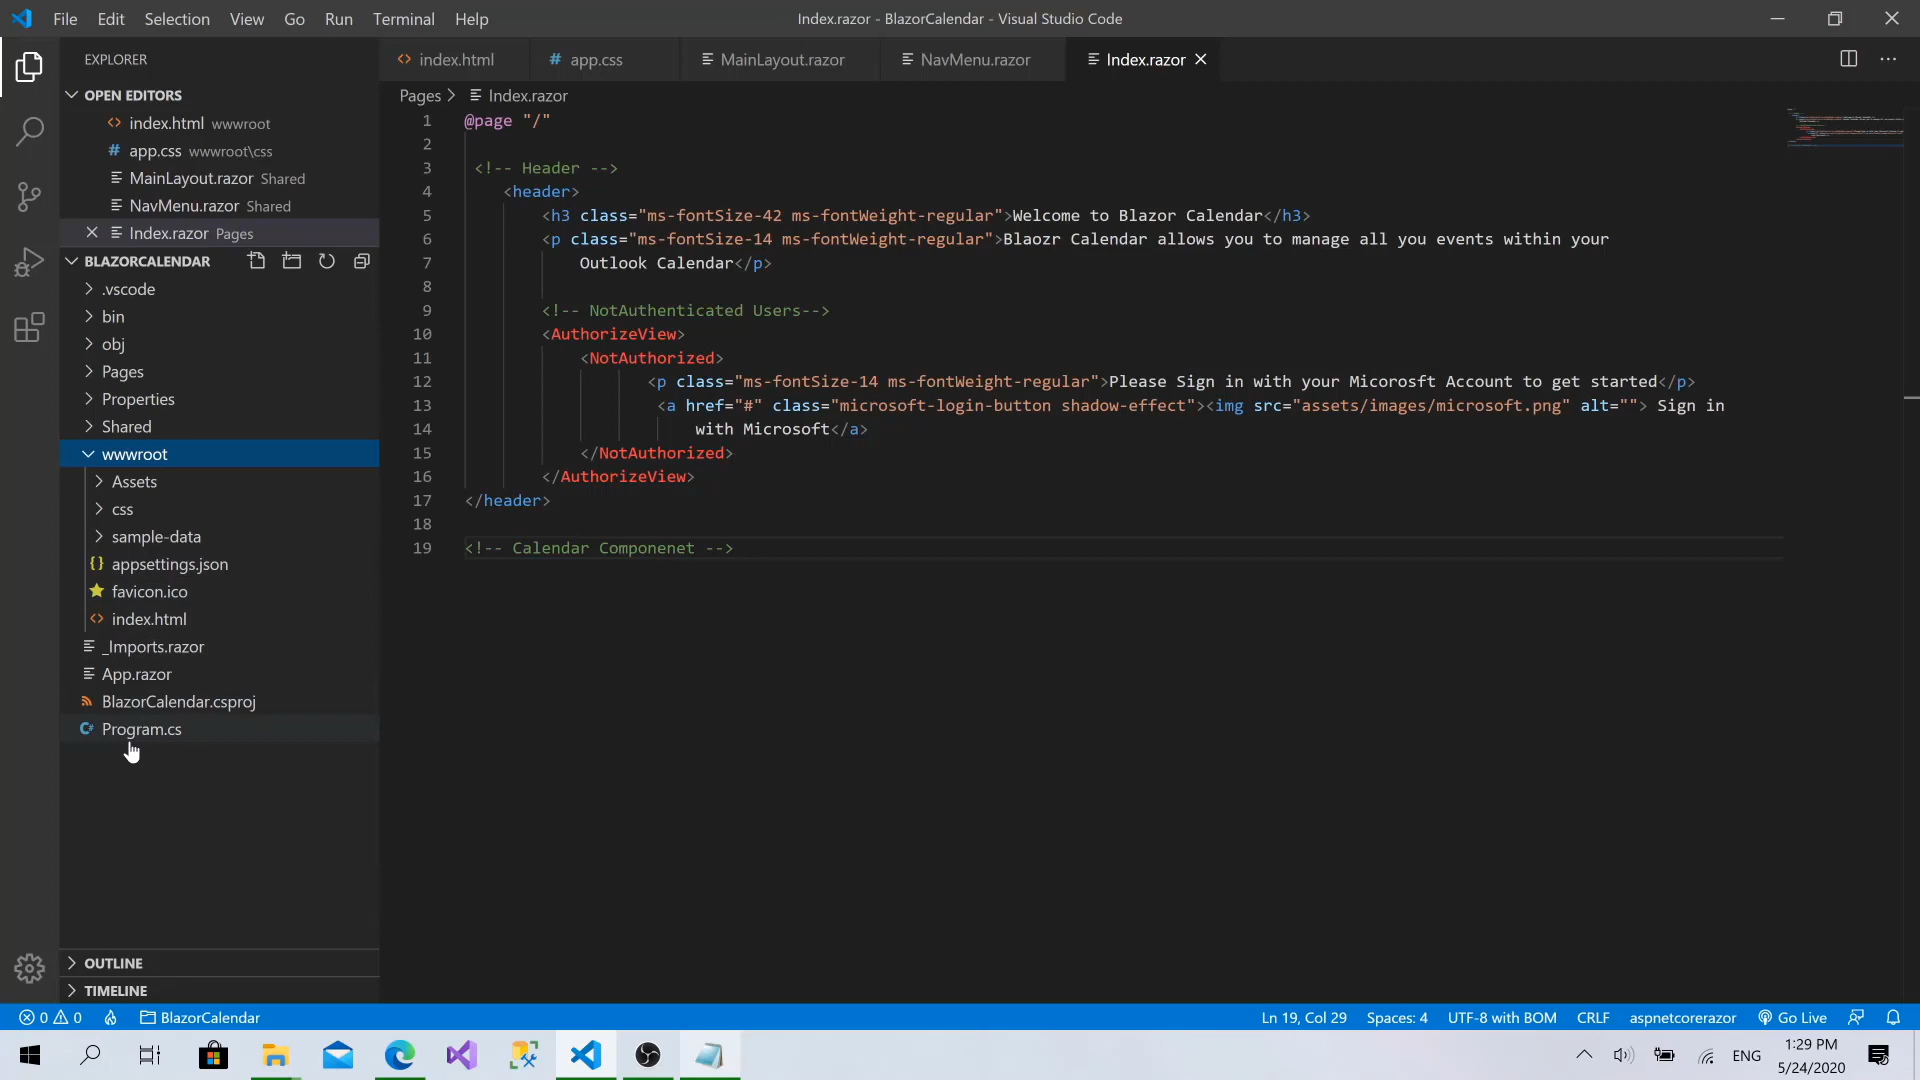 File Edit Selection View Go Run Terminal Help
Index.razor - BlazorCalendar - Visual Studio Code
EXPLORER
OPEN EDITORS
index.html wwwroot
app.css wwwroot\css
MainLayout.razor Shared
NavMenu.razor Shared
Index.razor Pages
BLAZORCALENDAR
.vscode
bin
obj
Pages
Properties
Shared
wwwroot
Assets
css
sample-data
appsettings.json
favicon.ico
index.html
_Imports.razor
App.razor
BlazorCalendar.csproj
Program.cs
OUTLINE
TIMELINE
index.html app.css MainLayout.razor NavMenu.razor Index.razor
Pages > Index.razor
1 @page "/"
2
3 <!-- Header -->
4 <header>
5 <h3 class="ms-fontSize-42 ms-fontWeight-regular">Welcome to Blazor Calendar</h3>
6 <p class="ms-fontSize-14 ms-fontWeight-regular">Blaozr Calendar allows you to manage all you events within your
7 Outlook Calendar</p>
8
9 <!-- NotAuthenticated Users-->
10 <AuthorizeView>
11 <NotAuthorized>
12 <p class="ms-fontSize-14 ms-fontWeight-regular">Please Sign in with your Micorosft Account to get started</p>
13 <a href="#" class="microsoft-login-button shadow-effect"><img src="assets/images/microsoft.png" alt=""> Sign in
14 with Microsoft</a>
15 </NotAuthorized>
16 </AuthorizeView>
17 </header>
18
19 <!-- Calendar Componenet -->
0 0 BlazorCalendar
Ln 19, Col 29 Spaces: 4 UTF-8 with BOM CRLF aspnetcorerazor Go Live
ENG
1:29 PM
5/24/2020